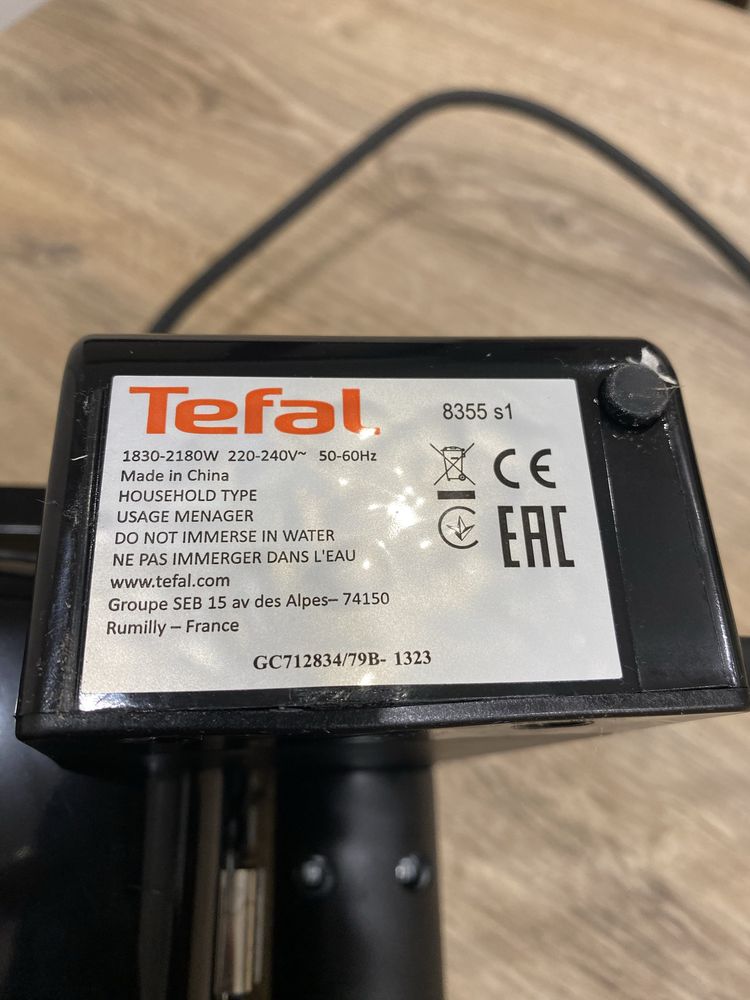 Tefal
8355 s1
1830-2180W 220-240V~ 50-60Hz
Made in China
HOUSEHOLD TYPE
USAGE MENAGER
DO NOT IMMERSE IN WATER
NE PAS IMMERGER DANS L'EAU
www.tefal.com
Groupe SEB 15 av des Alpes– 74150
Rumilly – France
CE
EAC
GC712834/79B- 1323